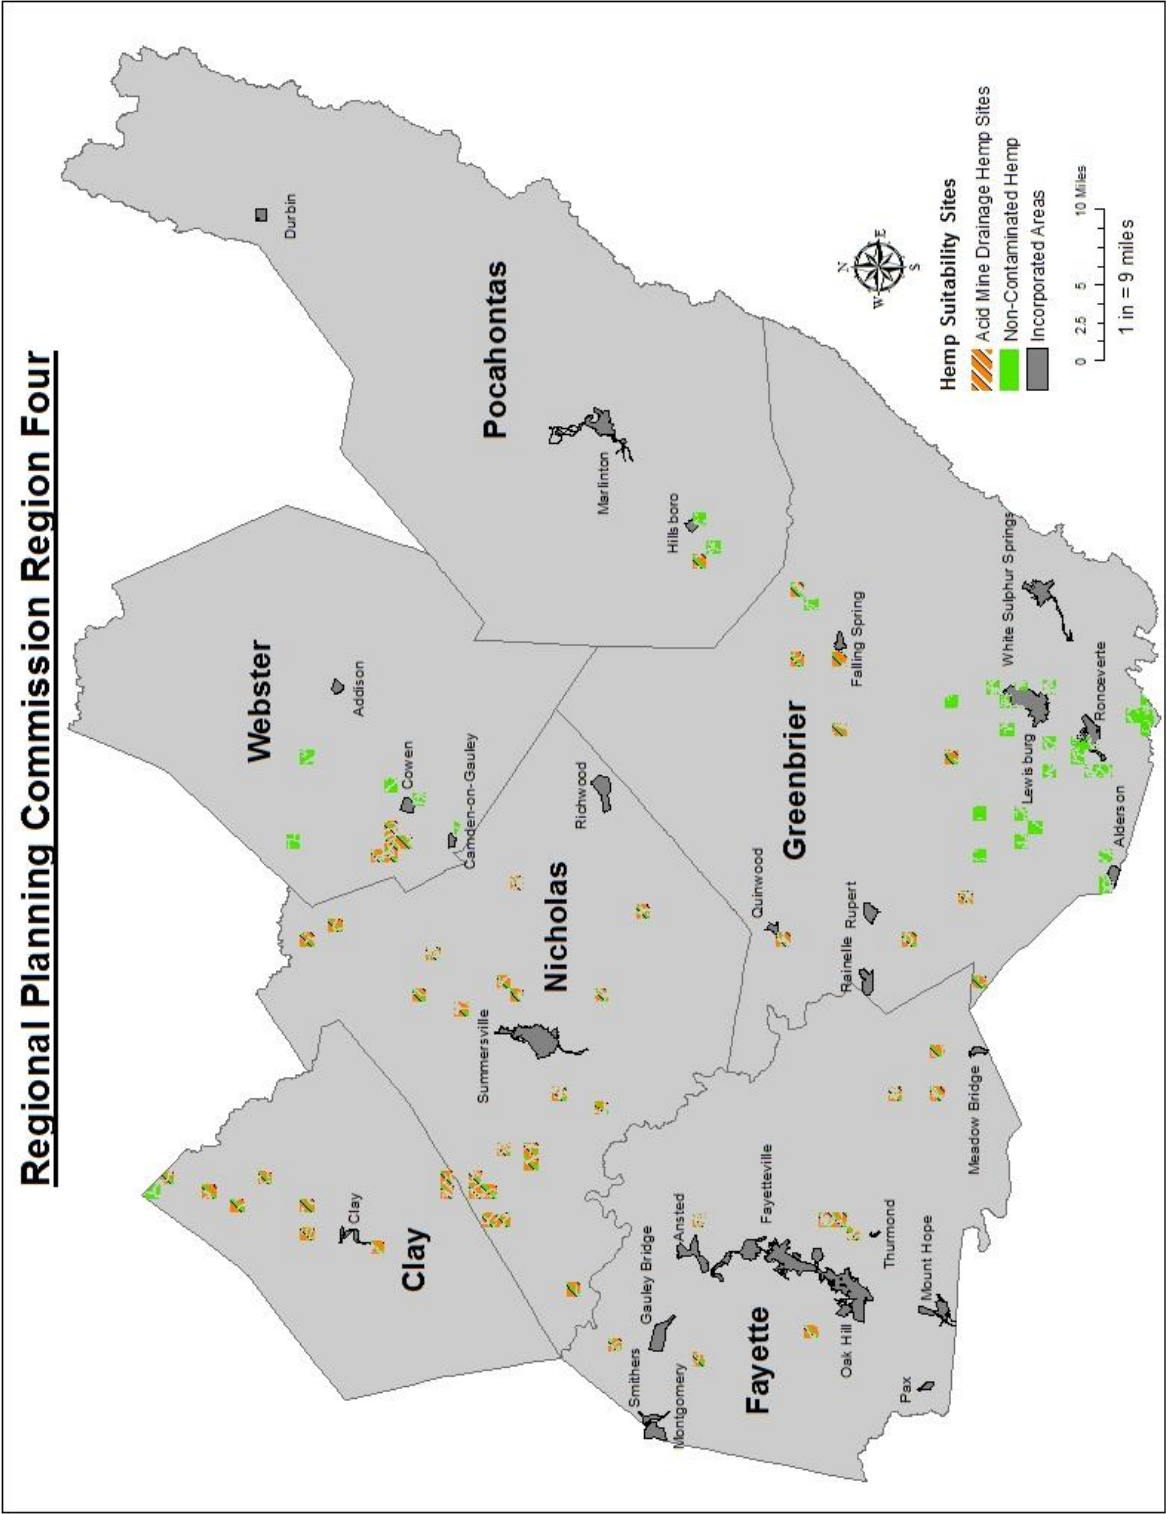 Regional Planning Commission Region Four
Durbin
Pocahontas
Marlinton
Hillsboro
Webster
Addison
Cowen
Camden-on-Gauley
Richwood
Nicholas
Summersville
Clay
Clay
Greenbrier
Falling Spring
White Sulphur Springs
Ronceverte
Lewisburg
Alderson
Quinwood
Rupert
Rainelle
Meadow Bridge
Fayetteville
Ansted
Gauley Bridge
Smithers
Montgomery
Fayette
Thurmond
Mount Hope
Oak Hill
Pax
N
W
E
S
Hemp Suitability Sites
Acid Mine Drainage Hemp Sites
Non-Contaminated Hemp
Incorporated Areas
0 2.5 5 10 Miles
1 in = 9 miles